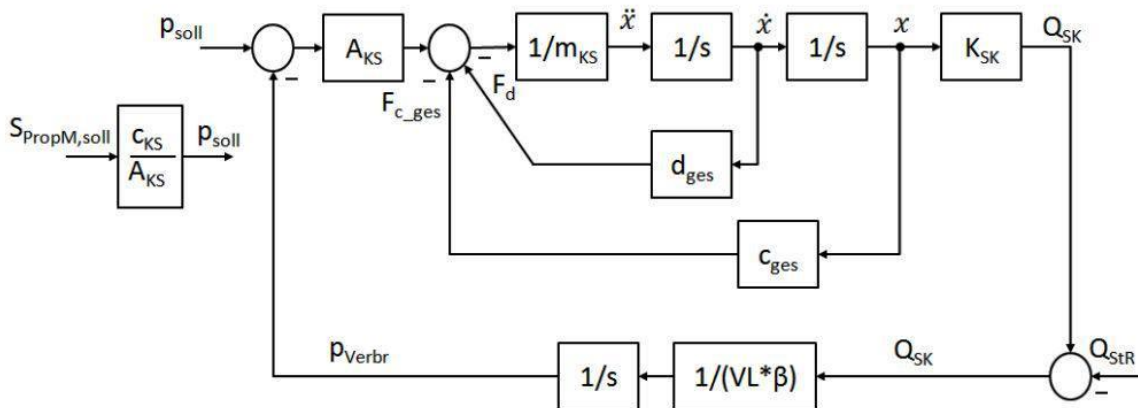 p_soll
A_KS
1/m_KS
ẍ
1/s
ẋ
1/s
x
K_SK
Q_SK
−
−
−
F_d
F_c_ges
S_PropM,soll
c_KS
A_KS
p_soll
d_ges
c_ges
p_Verbr
1/s
1/(VL*β)
Q_SK
Q_StR
−